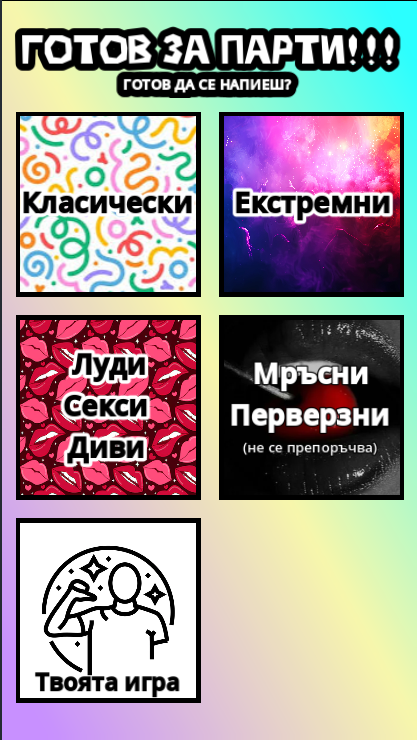 ГОТОВ ЗА ПАРТИ!!!
ГОТОВ ДА СЕ НАПИЕШ?
Класически
Екстремни
Луди
Секси
Диви
Мръсни
Перверзни
(не се препоръчва)
Твоята игра